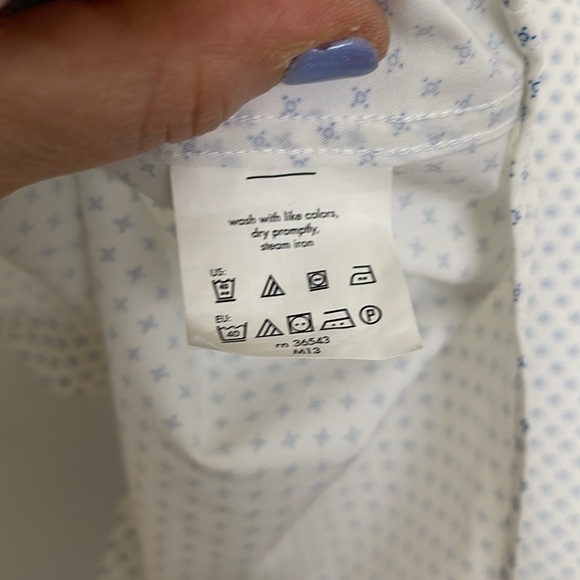 wash with like colors,
dry promptly,
steam iron
US:
EU:
40
P
rn 36543
M13